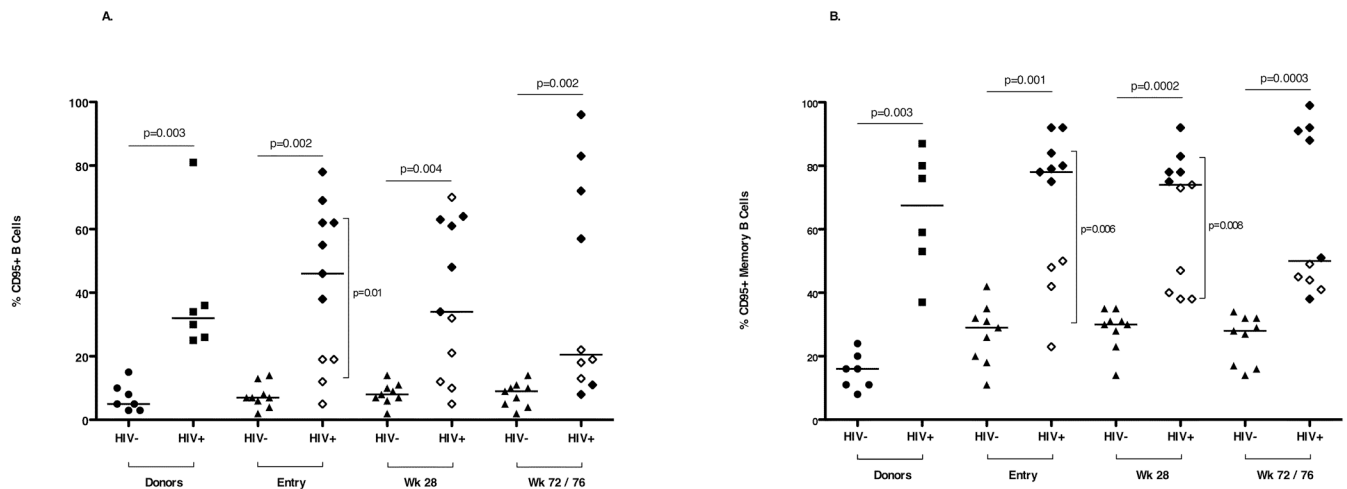 A.
% CD95+ B Cells
100
80
60
40
20
0
p=0.003
p=0.002
p=0.004
p=0.002
p=0.01
HIV- HIV+ HIV- HIV+ HIV- HIV+ HIV- HIV+
Donors Entry Wk 28 Wk 72 / 76
B.
% CD95+ Memory B Cells
100
80
60
40
20
0
p=0.003
p=0.001
p=0.0002
p=0.0003
p=0.006
p=0.008
HIV- HIV+ HIV- HIV+ HIV- HIV+ HIV- HIV+
Donors Entry Wk 28 Wk 72 / 76